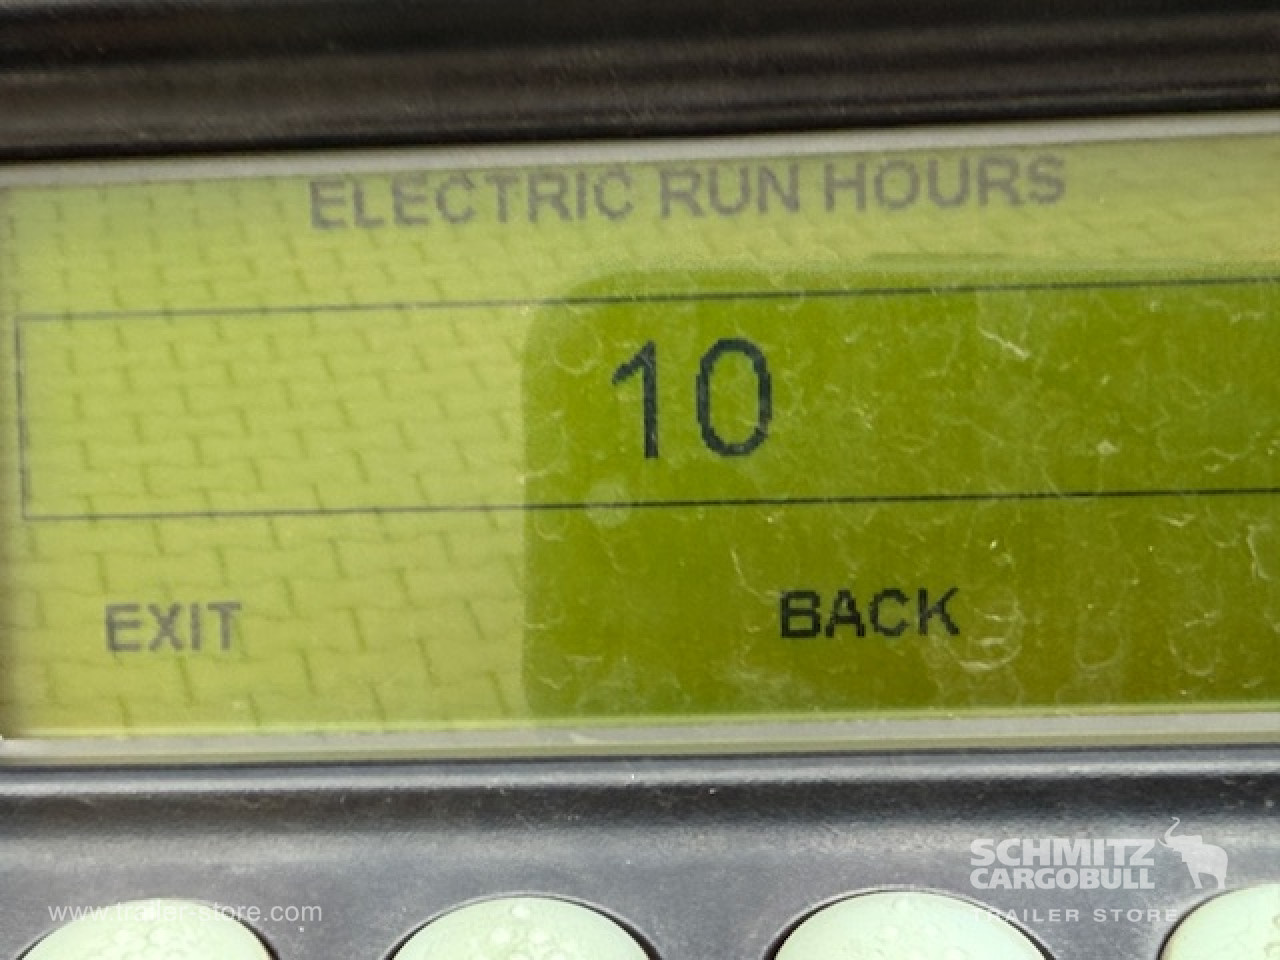 ELECTRIC RUN HOURS
10
EXIT BACK
SCHMITZ
CARGOBULL
www.trailer-store.com
TRAILER STORE